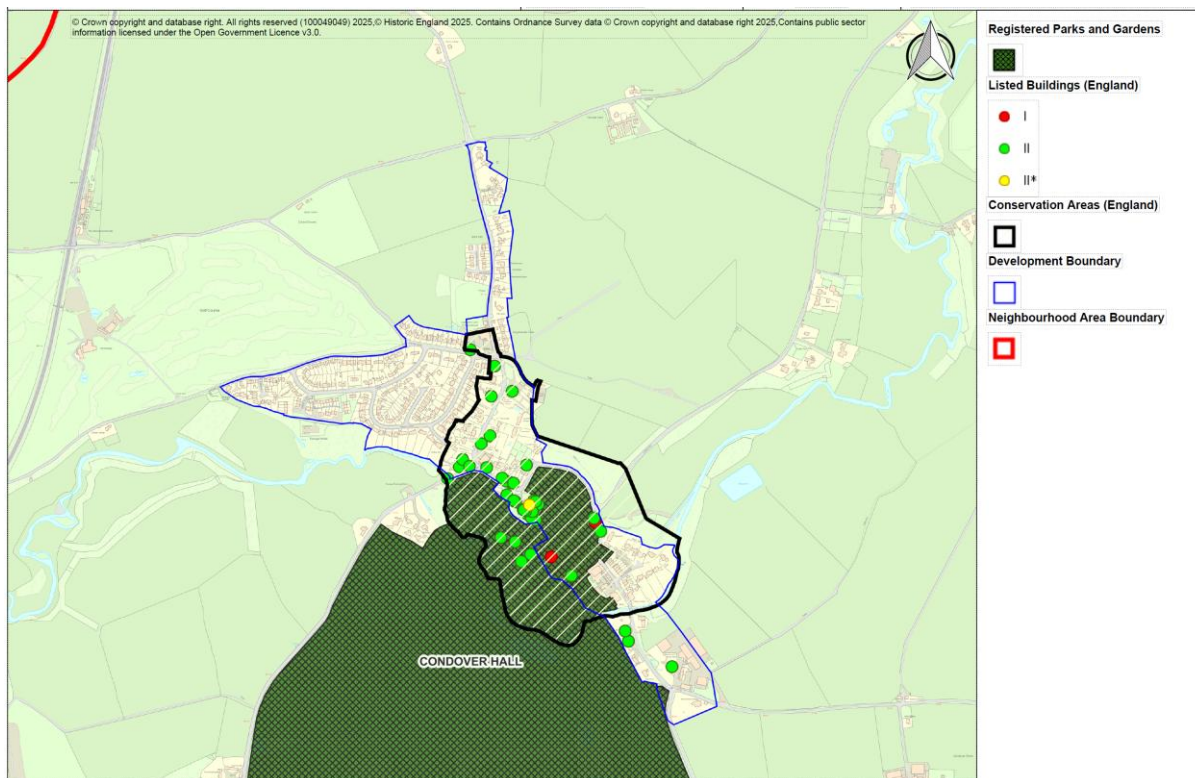 © Crown copyright and database right. All rights reserved (100049049) 2025,© Historic England 2025. Contains Ordnance Survey data © Crown copyright and database right 2025,Contains public sector
information licensed under the Open Government Licence v3.0.
Registered Parks and Gardens
Listed Buildings (England)
I
II
II*
Conservation Areas (England)
Development Boundary
Neighbourhood Area Boundary
Golf Course
CONDOVER HALL